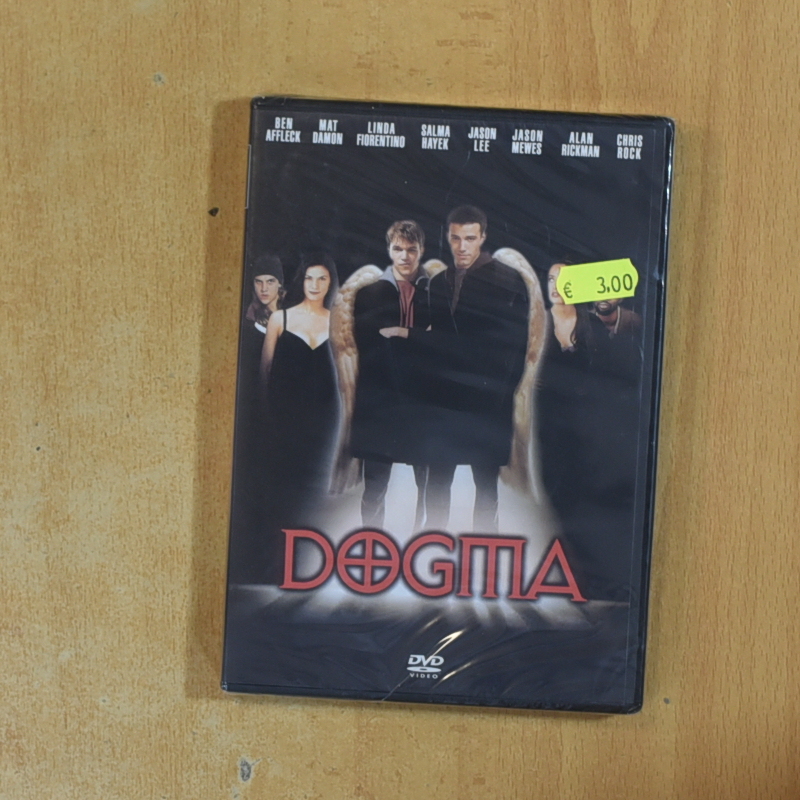 BEN AFFLECK
MAT DAMON
LINDA FIORENTINO
SALMA HAYEK
JASON LEE
JASON MEWES
ALAN RICKMAN
CHRIS ROCK
€ 3.00
DOGMA
DVD
VIDEO